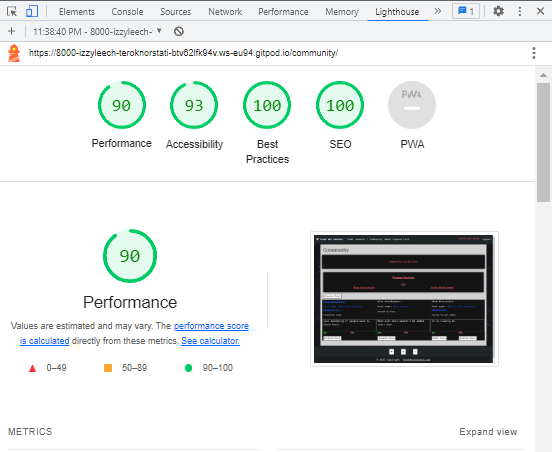 Elements Console Sources Network Performance Memory Lighthouse » 1
11:38:40 PM - 8000-izzyleech-
https://8000-izzyleech-teroknorstati-btv62lfk94v.ws-eu94.gitpod.io/community/
90 93 100 100 PWA
Performance Accessibility Best Practices SEO PWA
90
Performance
Values are estimated and may vary. The performance score
is calculated directly from these metrics. See calculator.
0–49 50–89 90–100
Community
METRICS Expand view